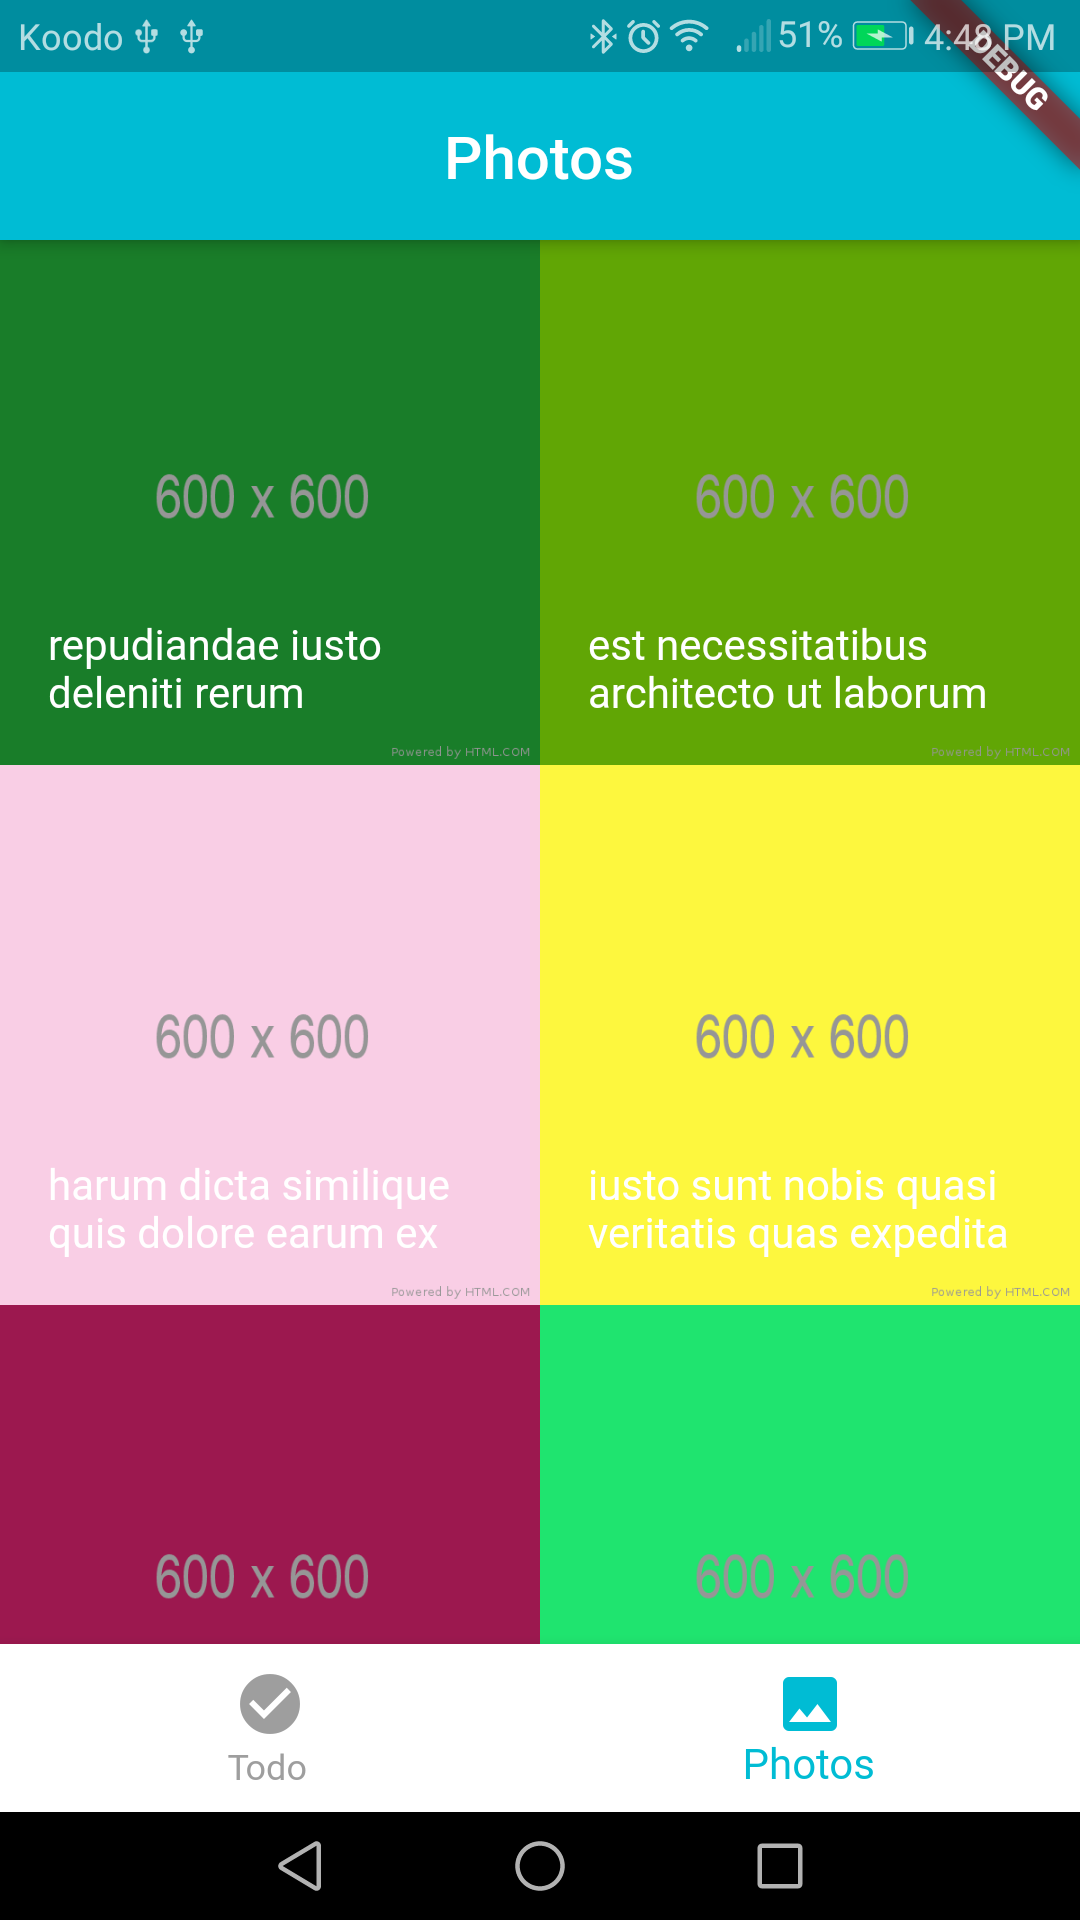 Koodo 51% 4:48 PM
DEBUG
Photos
600 x 600
600 x 600
repudiandae iusto
deleniti rerum
est necessitatibus
architecto ut laborum
Powered by HTML.COM
Powered by HTML.COM
600 x 600
600 x 600
harum dicta similique
quis dolore earum ex
iusto sunt nobis quasi
veritatis quas expedita
Powered by HTML.COM
Powered by HTML.COM
600 x 600
600 x 600
Todo
Photos